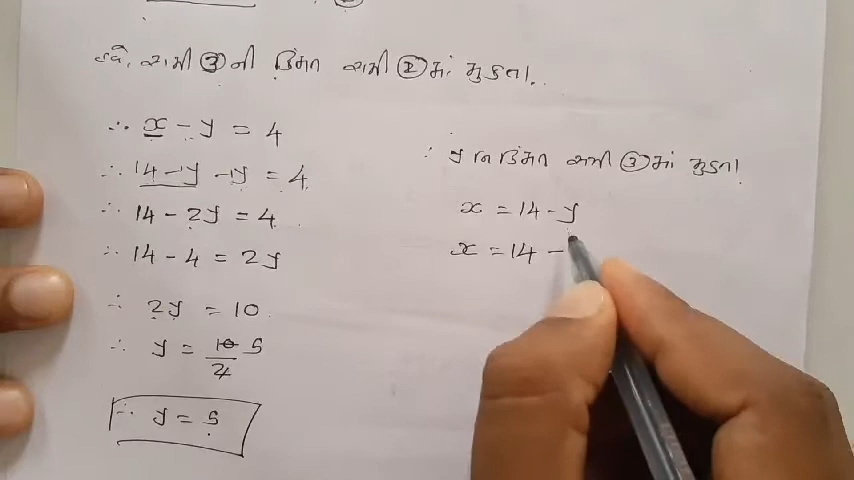 હવે, સમી ③ ની કિંમત સમી ② માં મુકતા.
∴ x - y = 4
∴ 14 - y - y = 4
∴ 14 - 2y = 4
∴ 14 - 4 = 2y
∴ 2y = 10
∴ y = 10/2 5
∴ y = 5
∴ y ની કિંમત સમી ③ માં મુકતા
x = 14 - y
x = 14 -